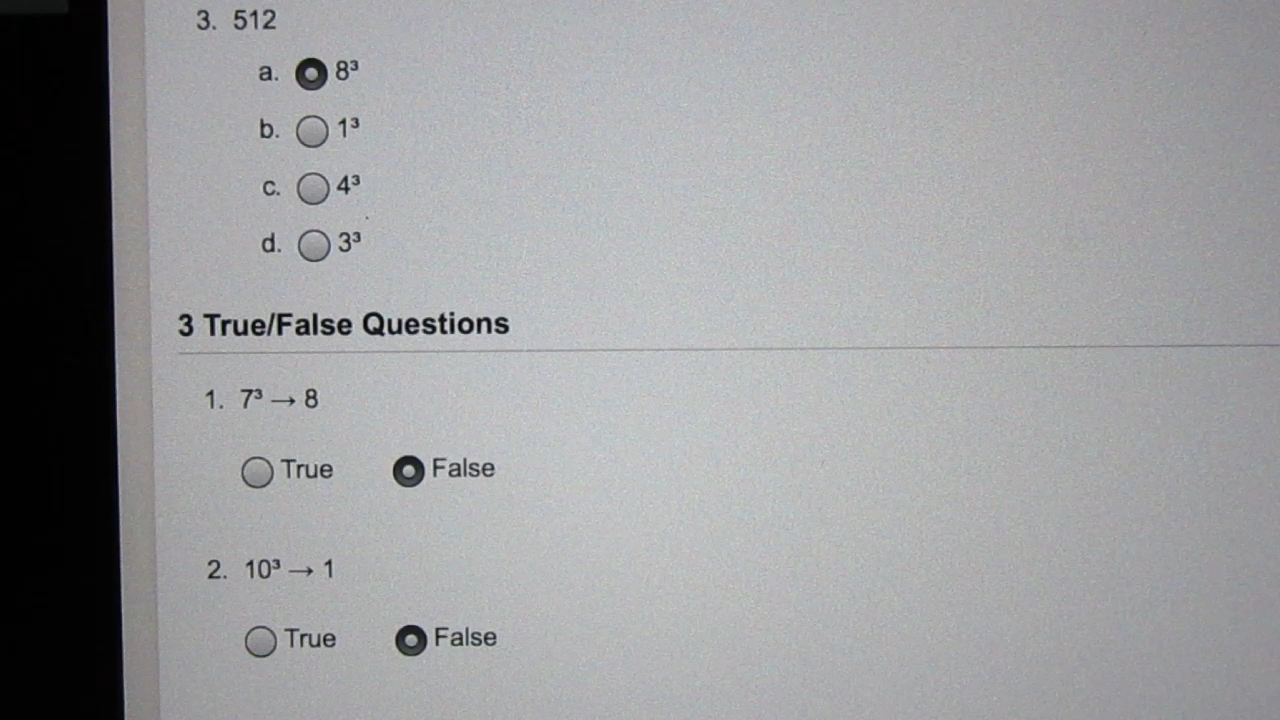 3. 512
a. 8³
b. 1³
c. 4³
d. 3³
3 True/False Questions
1. 7³ → 8
True False
2. 10³ → 1
True False